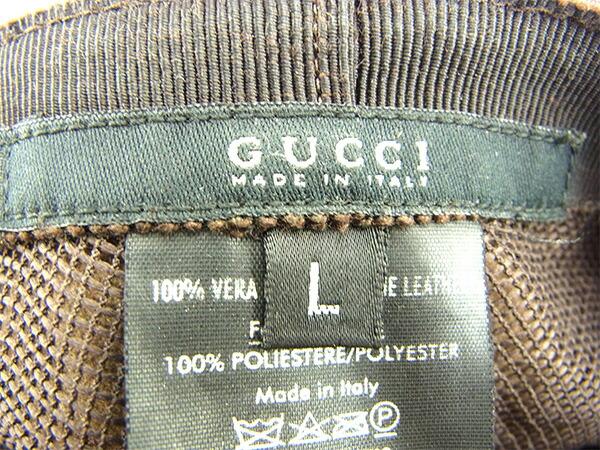 GUCCI
MADE IN ITALY
L
100% VERA LEATHER
100% POLIESTERE/POLYESTER
Made in Italy
P